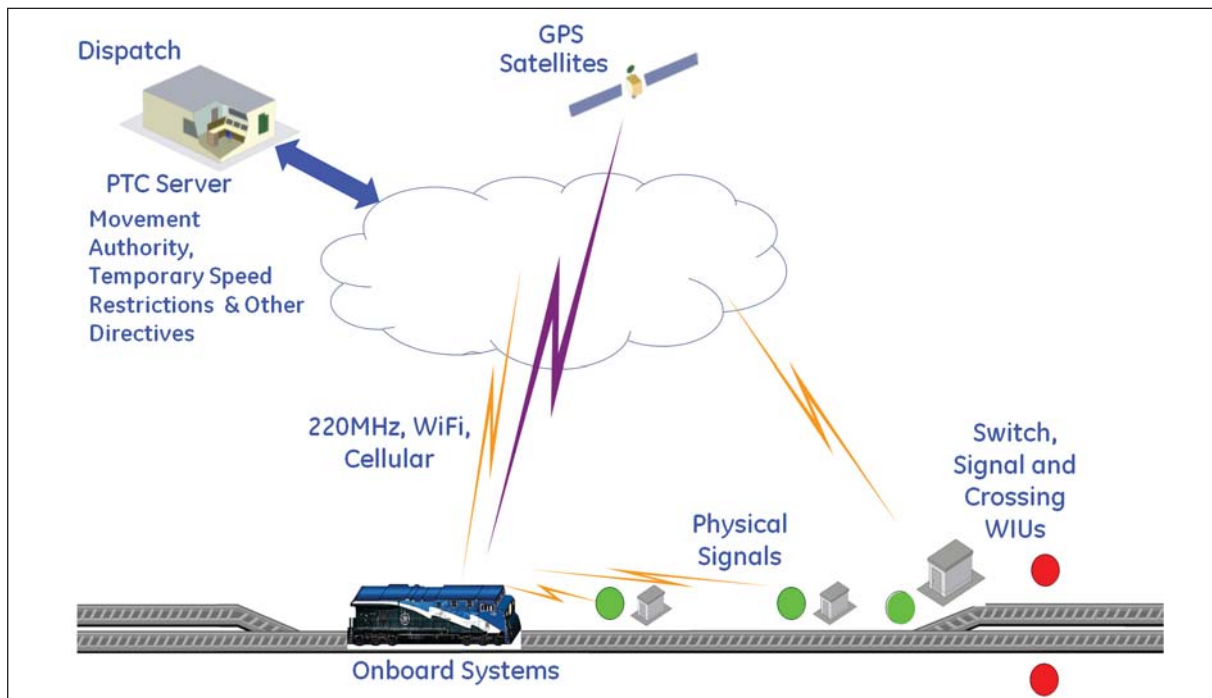 Dispatch
GPS
Satellites
PTC Server
Movement
Authority,
Temporary Speed
Restrictions & Other
Directives
220MHz, WiFi,
Cellular
Switch,
Signal and
Crossing
WIUs
Physical
Signals
Onboard Systems